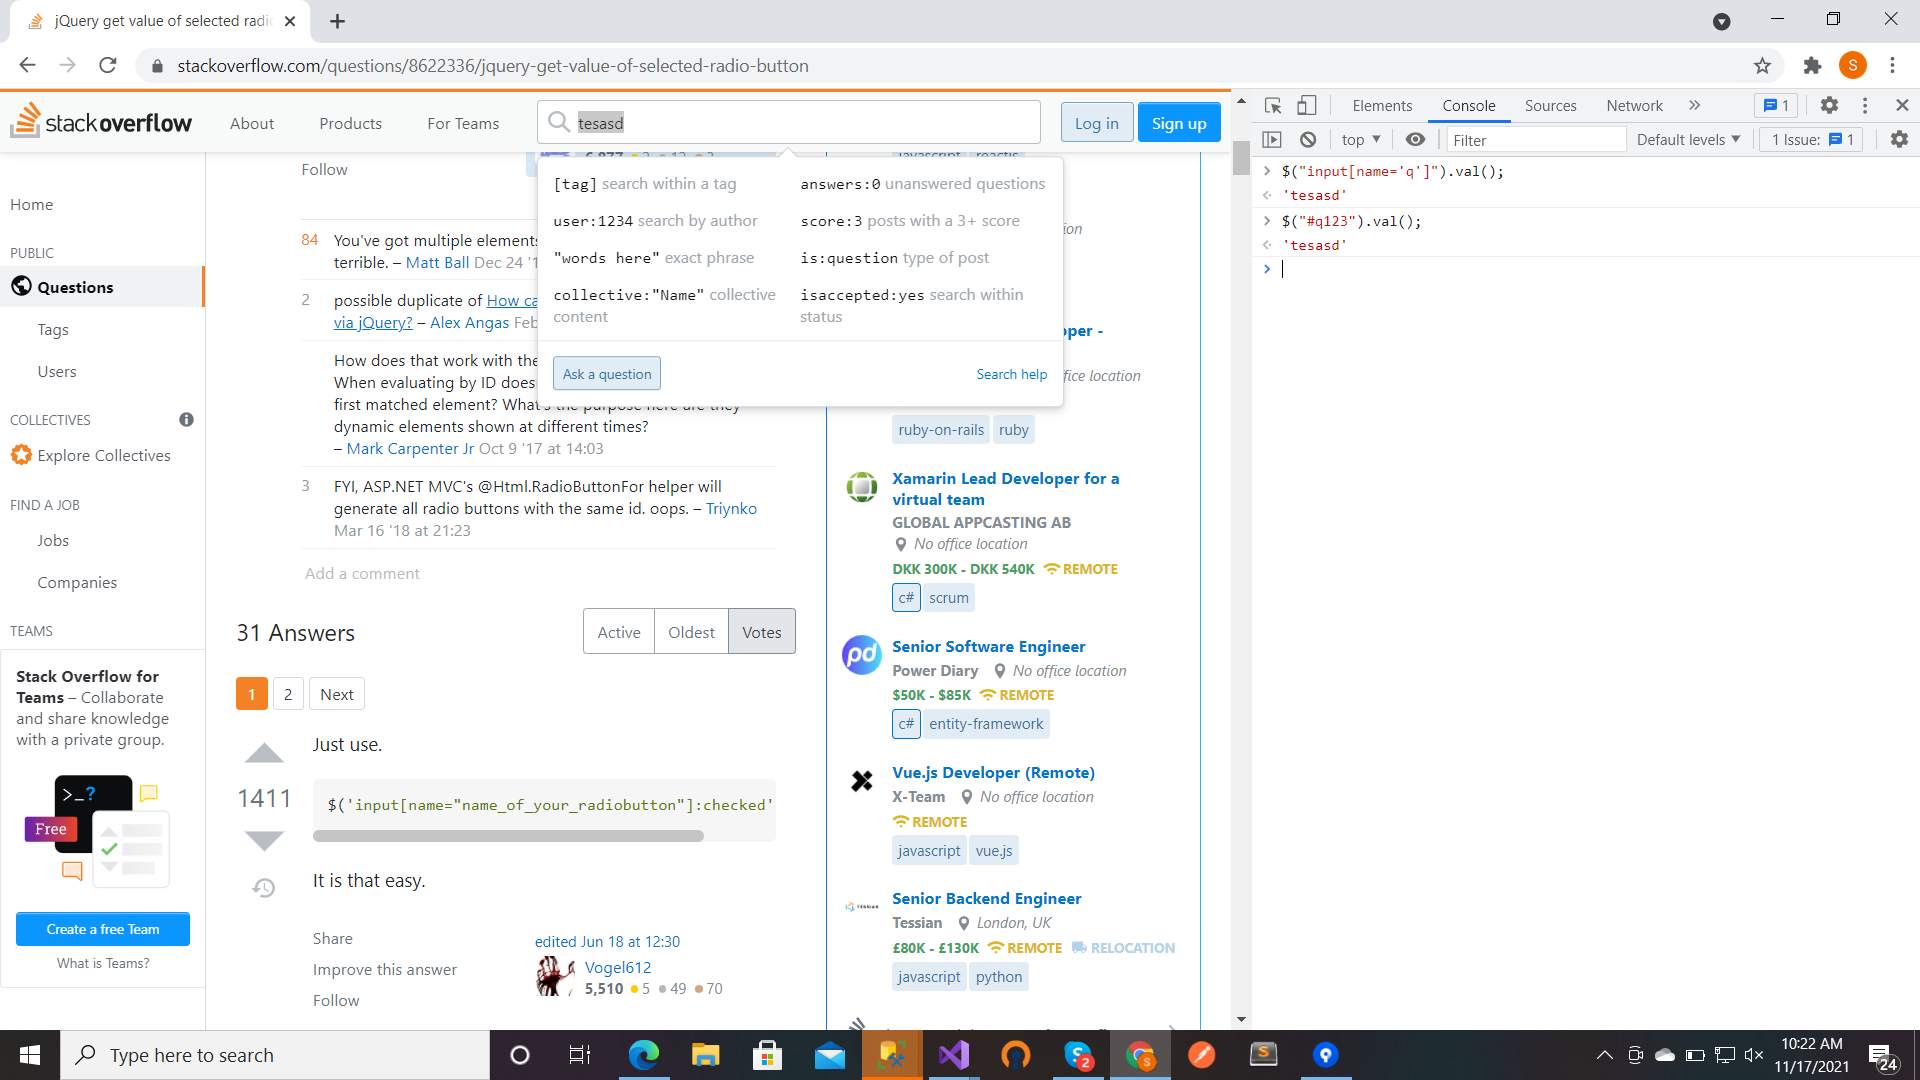 jQuery get value of selected radio
stackoverflow.com/questions/8622336/jquery-get-value-of-selected-radio-button
S
stackoverflow
About
Products
For Teams
tesasd
Log in
Sign up
Home
PUBLIC
Questions
Tags
Users
COLLECTIVES
Explore Collectives
FIND A JOB
Jobs
Companies
TEAMS
Stack Overflow for
Teams – Collaborate
and share knowledge
with a private group.
>_?
Free
Create a free Team
What is Teams?
Follow
84 You've got multiple elements
terrible. – Matt Ball Dec 24 '1
2 possible duplicate of How ca
via jQuery? – Alex Angas Feb
How does that work with the
When evaluating by ID does
first matched element? What's the purpose here are they
dynamic elements shown at different times?
– Mark Carpenter Jr Oct 9 '17 at 14:03
3 FYI, ASP.NET MVC's @Html.RadioButtonFor helper will
generate all radio buttons with the same id. oops. – Triynko
Mar 16 '18 at 21:23
Add a comment
[tag] search within a tag
answers:0 unanswered questions
user:1234 search by author
score:3 posts with a 3+ score
"words here" exact phrase
is:question type of post
collective:"Name" collective
content
isaccepted:yes search within
status
Ask a question
Search help
31 Answers
Active
Oldest
Votes
1
2
Next
1411
Just use.
$('input[name="name_of_your_radiobutton"]:checked'
It is that easy.
Share
Improve this answer
Follow
edited Jun 18 at 12:30
Vogel612
5,510 5 49 70
javascript reactjs
ion
oper -
fice location
ruby-on-rails ruby
Xamarin Lead Developer for a
virtual team
GLOBAL APPCASTING AB
No office location
DKK 300K - DKK 540K REMOTE
c# scrum
pd
Senior Software Engineer
Power Diary No office location
$50K - $85K REMOTE
c# entity-framework
Vue.js Developer (Remote)
X-Team No office location
REMOTE
javascript vue.js
TESSIAN
Senior Backend Engineer
Tessian London, UK
£80K - £130K REMOTE RELOCATION
javascript python
Elements
Console
Sources
Network
1
top
Filter
Default levels
1 Issue: 1
$("input[name='q']").val();
'tesasd'
$("#q123").val();
'tesasd'
Type here to search
2
S
S
10:22 AM
11/17/2021
24